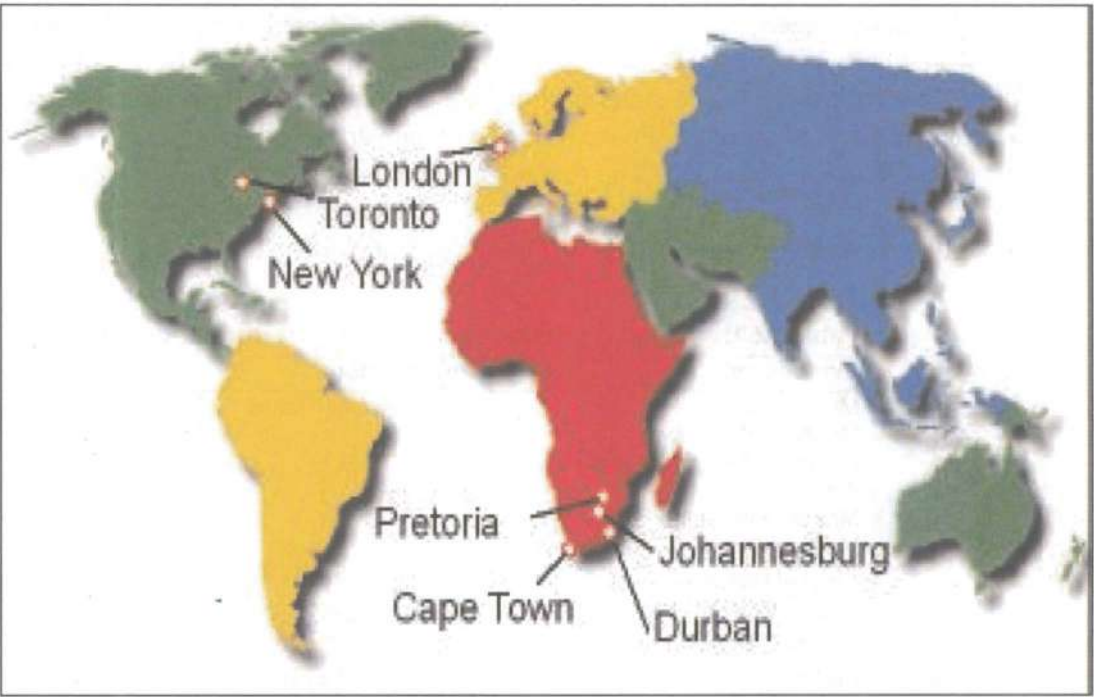 London
Toronto
New York
Pretoria
Johannesburg
Cape Town
Durban